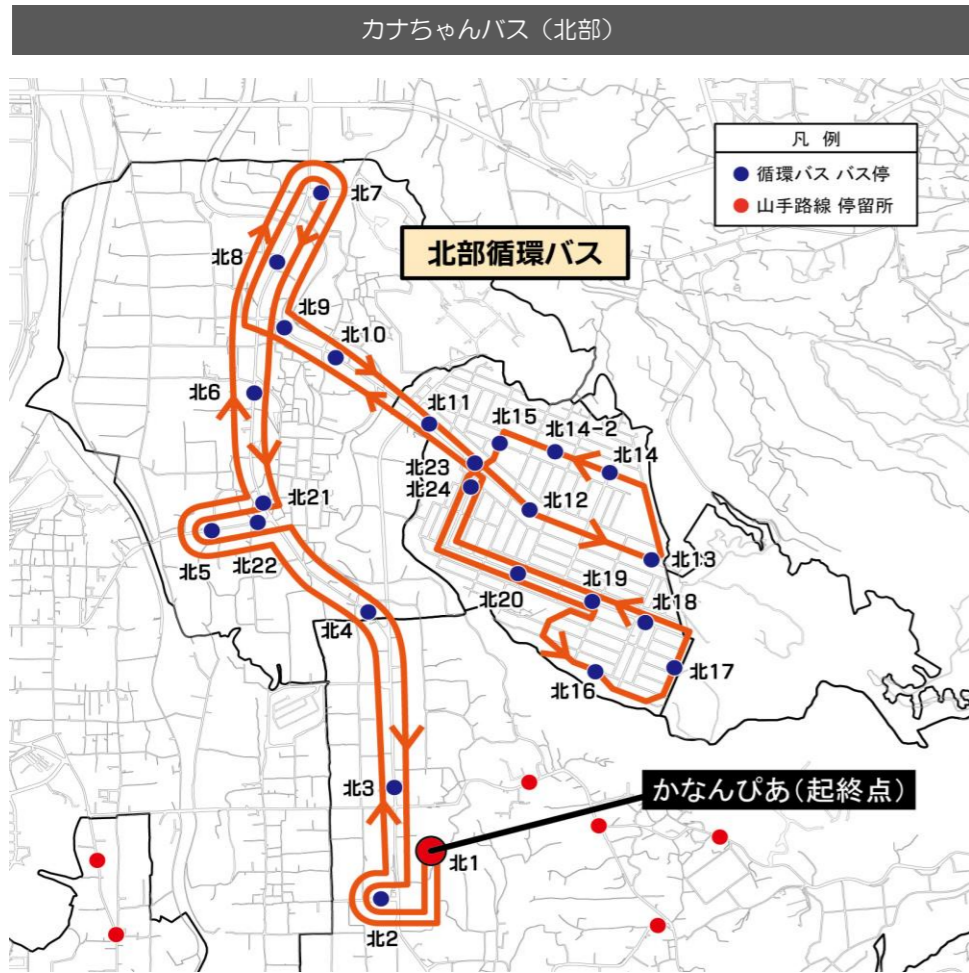 カナちゃんバス（北部）
凡 例
循環バス バス停
山手路線 停留所
北7
北部循環バス
北8
北9
北10
北6
北11
北15
北14-2
北14
北23
北24
北12
北21
北13
北5
北22
北20
北19
北18
北4
北16
北17
北3
かなんぴあ（起終点）
北1
北2